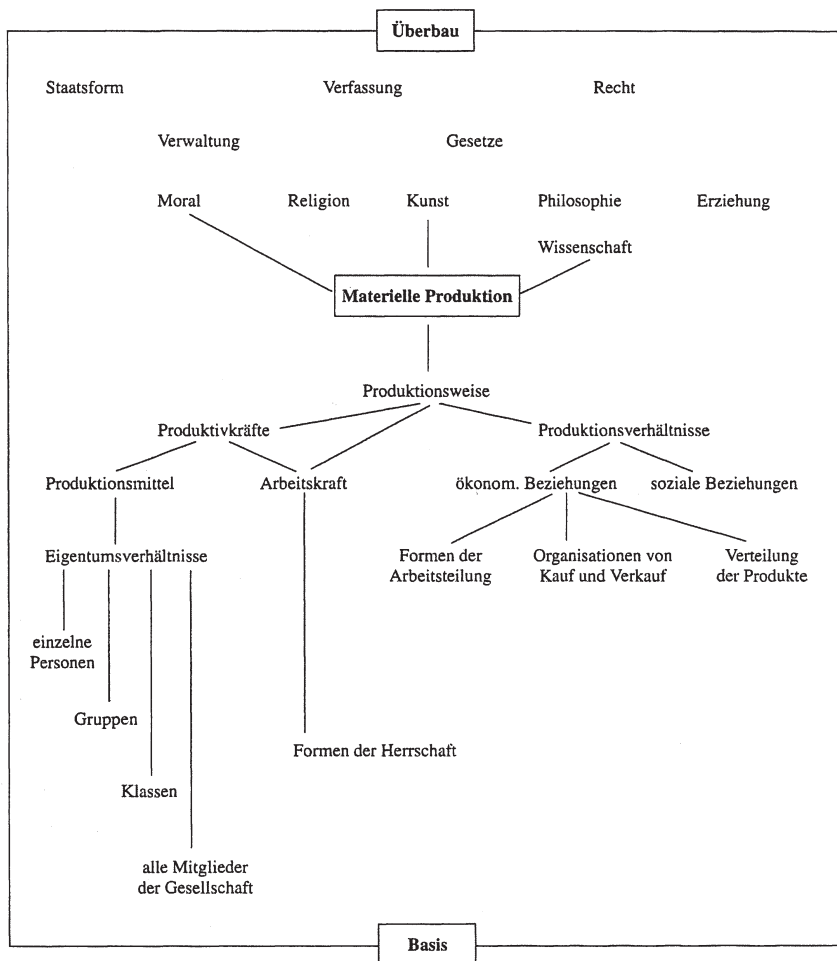 Überbau
Staatsform Verfassung Recht
Verwaltung Gesetze
Moral Religion Kunst Philosophie Erziehung
Wissenschaft
Materielle Produktion
Produktionsweise
Produktivkräfte Produktionsverhältnisse
Produktionsmittel Arbeitskraft ökonom. Beziehungen soziale Beziehungen
Eigentumsverhältnisse
Formen der
Arbeitsteilung
Organisationen von
Kauf und Verkauf
Verteilung
der Produkte
einzelne
Personen
Gruppen
Formen der Herrschaft
Klassen
alle Mitglieder
der Gesellschaft
Basis